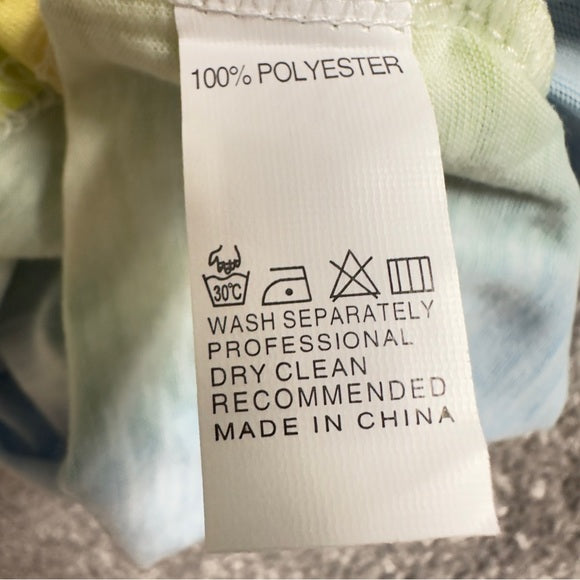 100% POLYESTER
30°C
WASH SEPARATELY
PROFESSIONAL
DRY CLEAN
RECOMMENDED
MADE IN CHINA